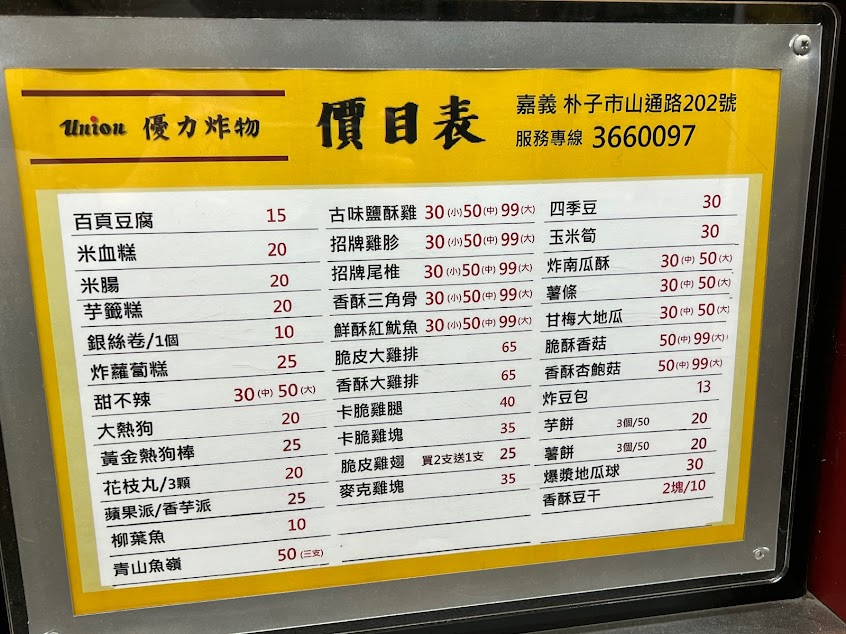 Union 優力炸物
價目表
嘉義 朴子市山通路202號
服務專線 3660097
百頁豆腐 15
米血糕 20
米腸 20
芋籤糕 20
銀絲卷/1個 10
炸蘿蔔糕 25
甜不辣 30(中) 50(大)
大熱狗 20
黃金熱狗棒 25
花枝丸/3顆 20
蘋果派/香芋派 25
柳葉魚 10
青山魚嶺 50(三支)
古味鹽酥雞 30(小)50(中)99(大)
招牌雞胗 30(小)50(中)99(大)
招牌尾椎 30(小)50(中)99(大)
香酥三角骨 30(小)50(中)99(大)
鮮酥紅魷魚 30(小)50(中)99(大)
脆皮大雞排 65
香酥大雞排 65
卡脆雞腿 40
卡脆雞塊 35
脆皮雞翅 買2支送1支 25
麥克雞塊 35
四季豆 30
玉米筍 30
炸南瓜酥 30(中) 50(大)
薯條 30(中) 50(大)
甘梅大地瓜 30(中) 50(大)
脆酥香菇 50(中) 99(大)
香酥杏鮑菇 50(中) 99(大)
炸豆包 13
芋餅 3個/50 20
薯餅 3個/50 20
爆漿地瓜球 30
香酥豆干 2塊/10